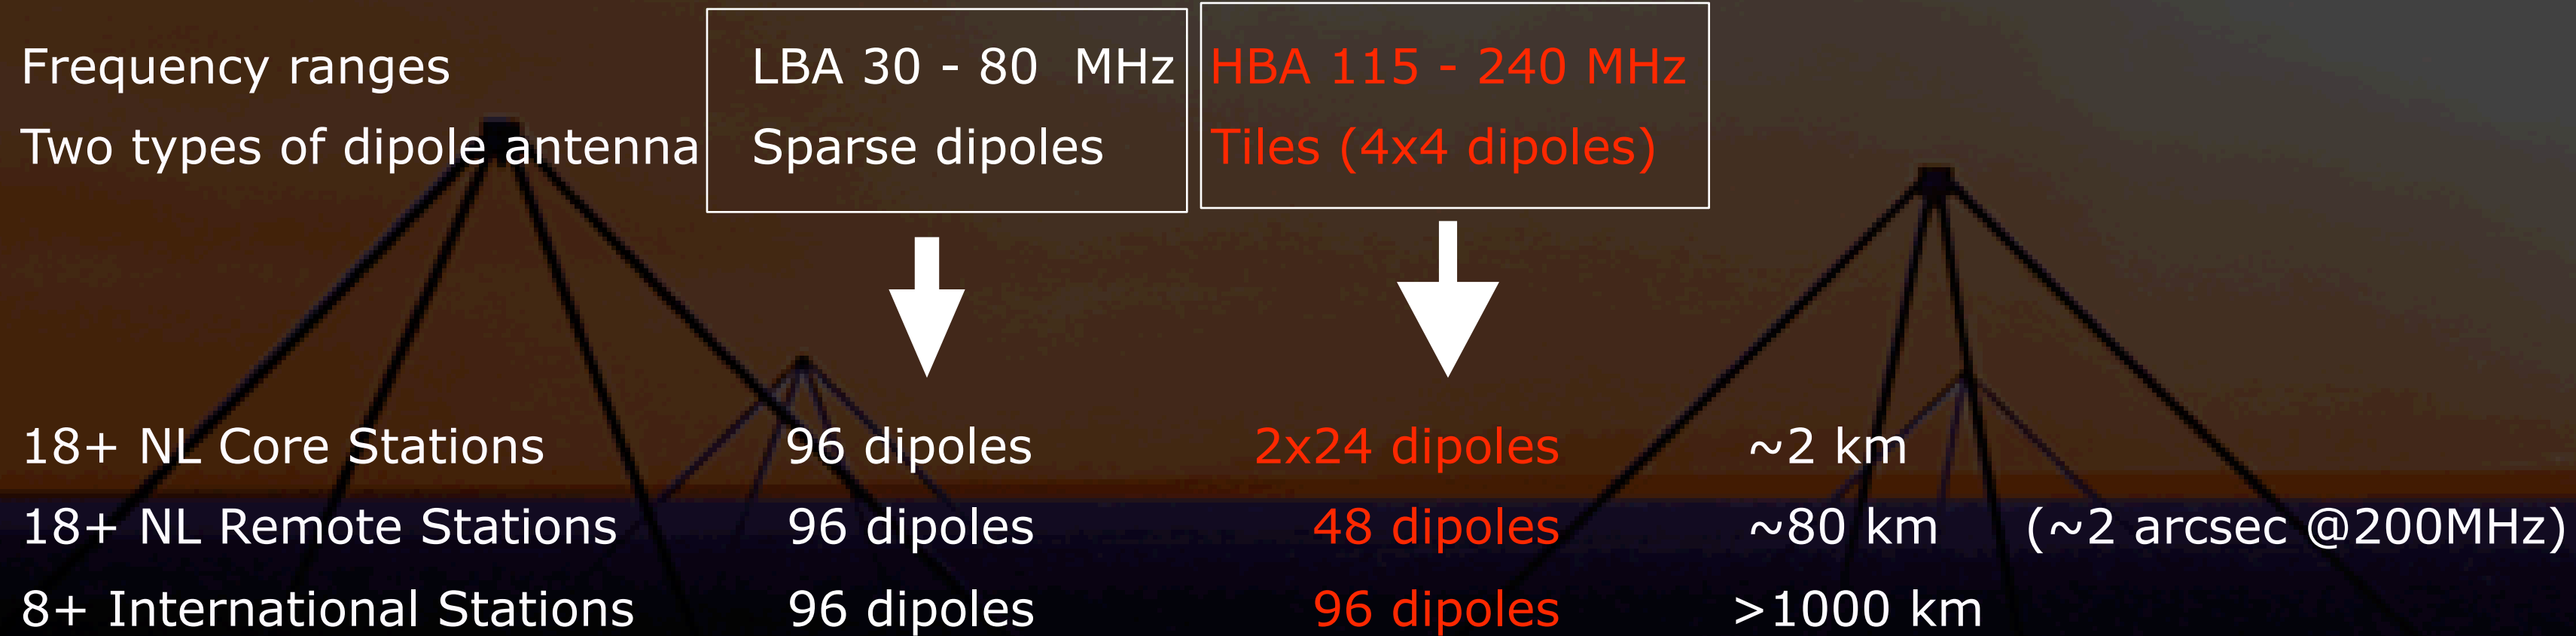 Frequency ranges LBA 30 - 80 MHz HBA 115 - 240 MHz
Two types of dipole antenna Sparse dipoles Tiles (4x4 dipoles)
18+ NL Core Stations 96 dipoles 2x24 dipoles ~2 km
18+ NL Remote Stations 96 dipoles 48 dipoles ~80 km (~2 arcsec @200MHz)
8+ International Stations 96 dipoles 96 dipoles >1000 km